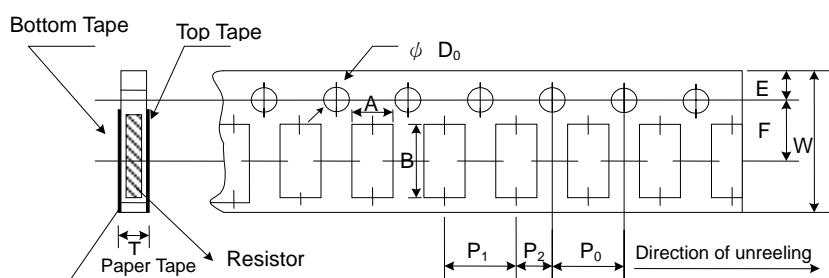 Bottom Tape
Top Tape
ψ D₀
A
E
F
W
B
T
Paper Tape
Resistor
P₁
P₂
P₀
Direction of unreeling